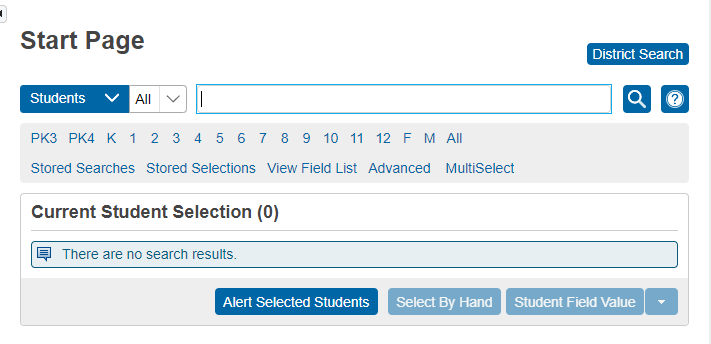 Start Page
District Search
Students All
PK3 PK4 K 1 2 3 4 5 6 7 8 9 10 11 12 F M All
Stored Searches Stored Selections View Field List Advanced MultiSelect
Current Student Selection (0)
There are no search results.
Alert Selected Students Select By Hand Student Field Value